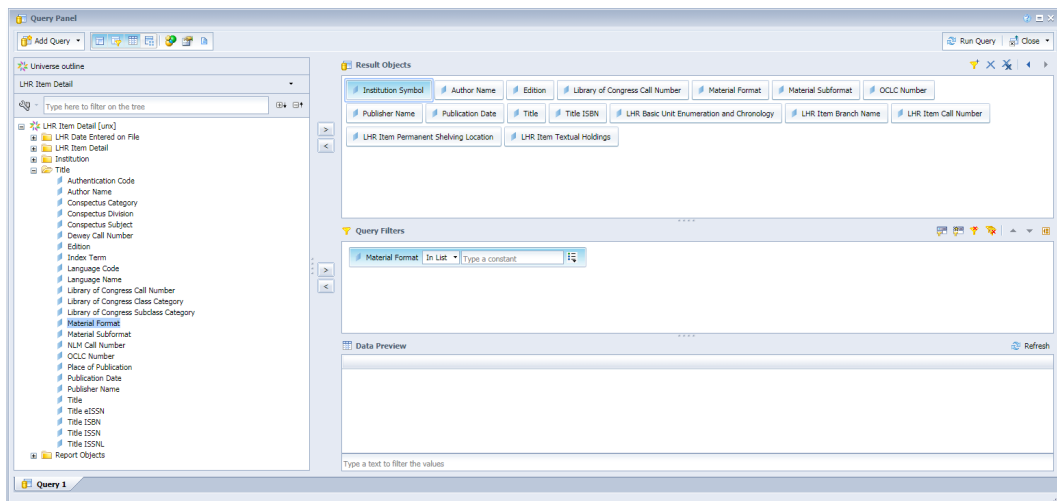 Query Panel
Add Query
Run Query
Close
Universe outline
LHR Item Detail
Type here to filter on the tree
LHR Item Detail [unx]
LHR Date Entered on File
LHR Item Detail
Institution
Title
Authentication Code
Author Name
Conspectus Category
Conspectus Division
Conspectus Subject
Dewey Call Number
Edition
Index Term
Language Code
Language Name
Library of Congress Call Number
Library of Congress Class Category
Library of Congress Subclass Category
Material Format
Material Subformat
NLM Call Number
OCLC Number
Place of Publication
Publication Date
Publisher Name
Title
Title eISSN
Title ISBN
Title ISSN
Title ISSNL
Report Objects
>
<
>
<
Result Objects
Institution Symbol Author Name Edition Library of Congress Call Number Material Format Material Subformat OCLC Number
Publisher Name Publication Date Title Title ISBN LHR Basic Unit Enumeration and Chronology LHR Item Branch Name LHR Item Call Number
LHR Item Permanent Shelving Location LHR Item Textual Holdings
Query Filters
Material Format In List Type a constant
Data Preview
Refresh
Type a text to filter the values
Query 1